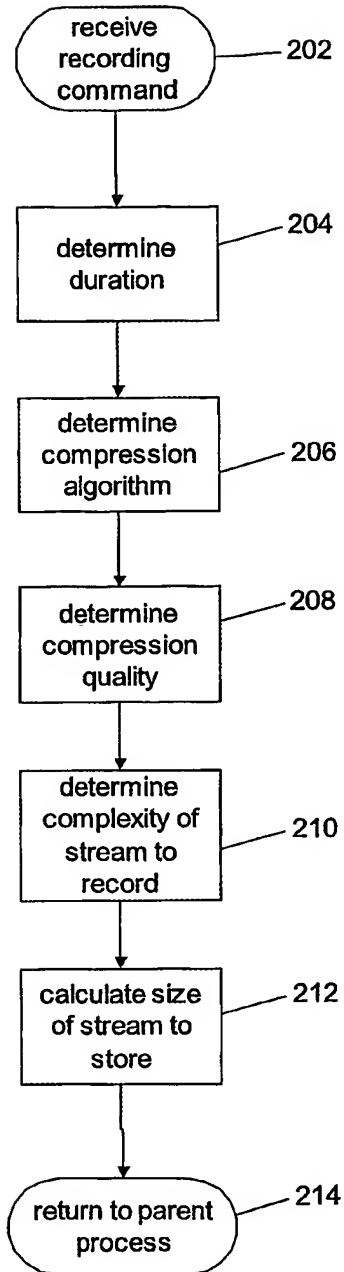 receive
recording
command
202
204
determine
duration
determine
compression
algorithm
206
208
determine
compression
quality
determine
complexity of
stream to
record
210
calculate size
of stream to
store
212
return to parent
process
214